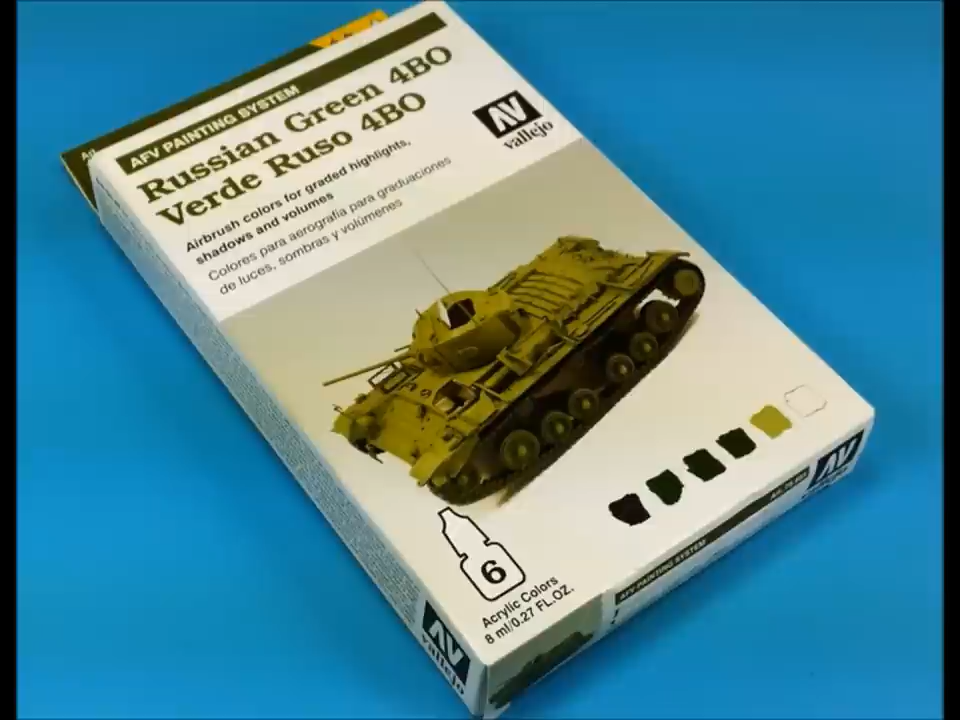 AFV PAINTING SYSTEM
Russian Green 4BO
Verde Ruso 4BO
Airbrush colors for graded highlights,
shadows and volumes
Colores para aerografía para graduaciones
de luces, sombras y volúmenes
AV
vallejo
6
Acrylic Colors
8 ml/0.27 FL.OZ.
AFV PAINTING SYSTEM
AV
AV
vallejo